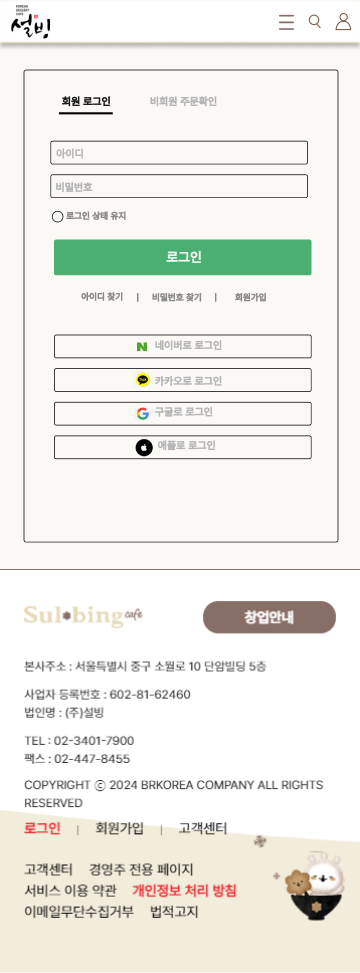 KOREAN
DESSERT
CAFE
설빙
회원 로그인 비회원 주문확인
아이디
비밀번호
로그인 상태 유지
로그인
아이디 찾기 | 비밀번호 찾기 | 회원가입
네이버로 로그인
카카오로 로그인
구글로 로그인
애플로 로그인
Sulbing cafe 창업안내
본사주소 : 서울특별시 중구 소월로 10 단암빌딩 5층
사업자 등록번호 : 602-81-62460
법인명 : (주)설빙
TEL : 02-3401-7900
팩스 : 02-447-8455
COPYRIGHT ⓒ 2024 BRKOREA COMPANY ALL RIGHTS
RESERVED
로그인 | 회원가입 | 고객센터
고객센터 경영주 전용 페이지
서비스 이용 약관 개인정보 처리 방침
이메일무단수집거부 법적고지